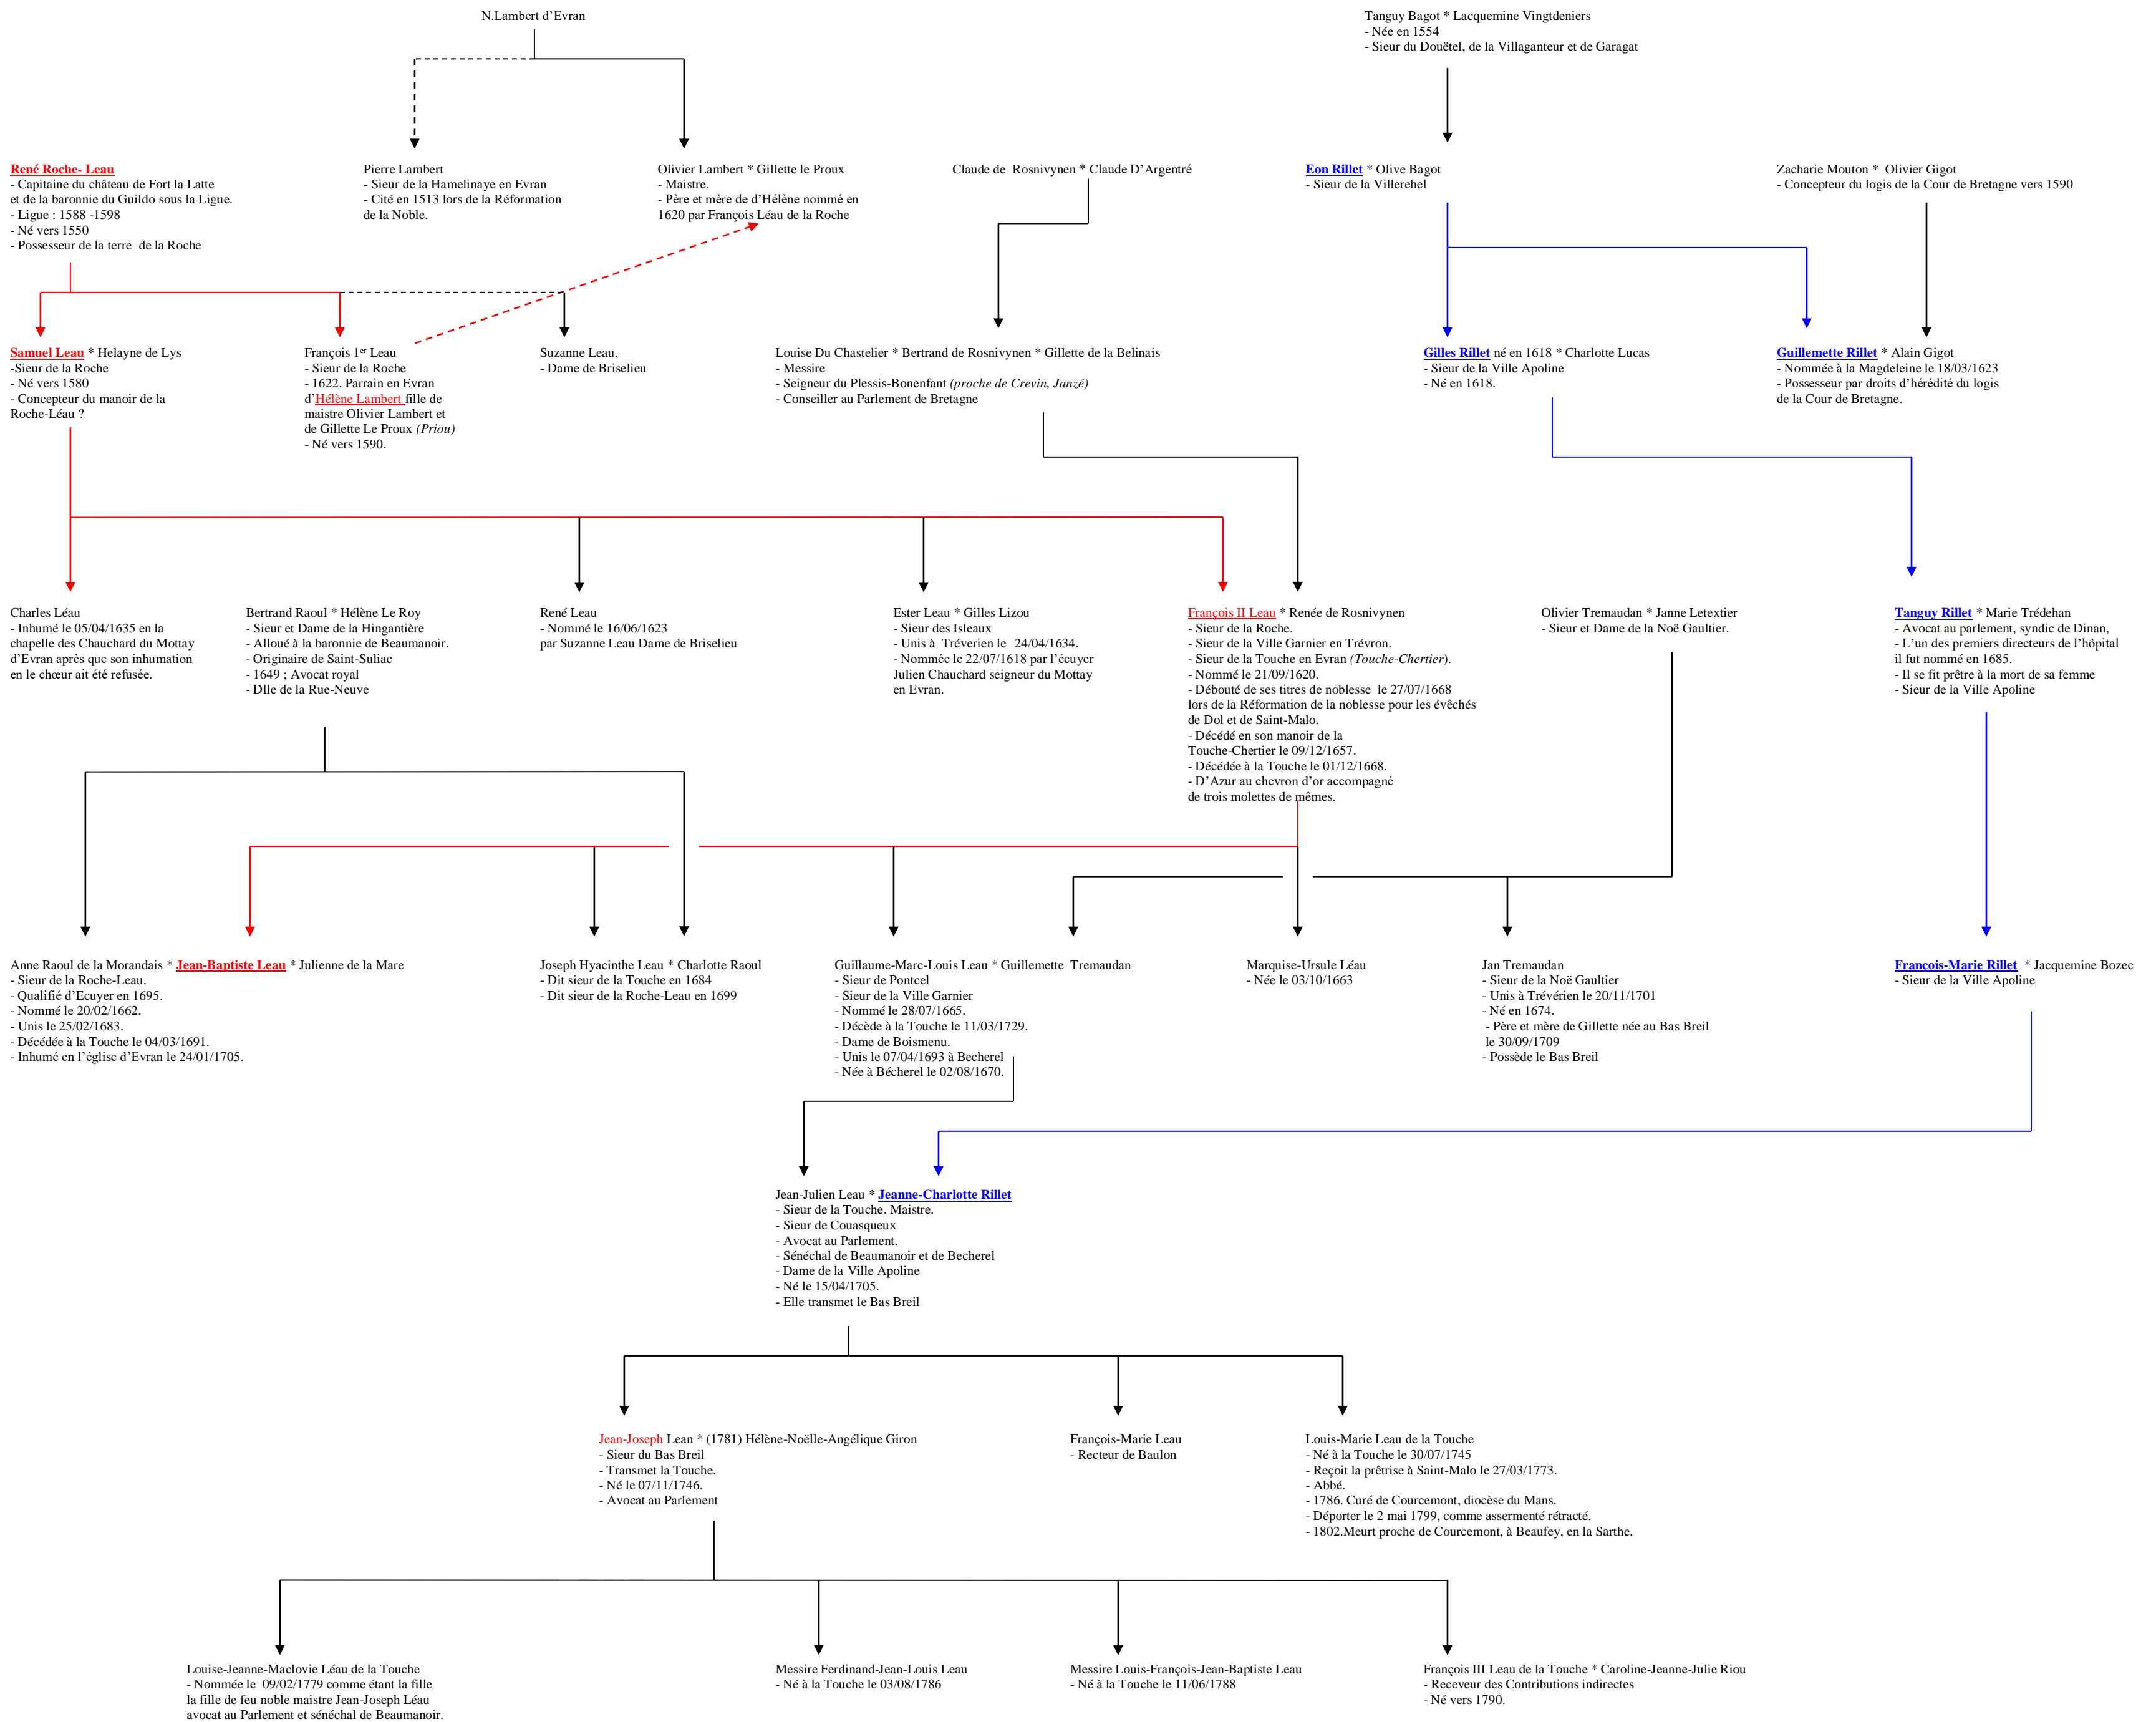 N.Lambert d’Evran
Tanguy Bagot * Lacquemine Vingtdeniers
- Née en 1554
- Sieur du Douëtel, de la Villaganteur et de Garagat
René Roche- Leau
- Capitaine du château de Fort la Latte
et de la baronnie du Guildo sous la Ligue.
- Ligue : 1588 -1598
- Né vers 1550
- Possesseur de la terre  de la Roche
Pierre Lambert
- Sieur de la Hamelinaye en Evran
- Cité en 1513 lors de la Réformation
de la Noble.
Olivier Lambert * Gillette le Proux
- Maistre.
- Père et mère de d’Hélène nommé en
1620 par François Léau de la Roche
Claude de  Rosnivynen * Claude D’Argentré
Eon Rillet * Olive Bagot
- Sieur de la Villerehel
Zacharie Mouton *  Olivier Gigot
- Concepteur du logis de la Cour de Bretagne vers 1590
Samuel Leau * Helayne de Lys
-Sieur de la Roche
- Né vers 1580
- Concepteur du manoir de la
Roche-Léau ?
François 1er Leau
- Sieur de la Roche
- 1622. Parrain en Evran
d’Hélène Lambert fille de
maistre Olivier Lambert et
de Gillette Le Proux (Priou)
- Né vers 1590.
Suzanne Leau.
- Dame de Briselieu
Louise Du Chastelier * Bertrand de Rosnivynen * Gillette de la Belinais
- Messire
- Seigneur du Plessis-Bonenfant (proche de Crevin, Janzé)
- Conseiller au Parlement de Bretagne
Gilles Rillet né en 1618 * Charlotte Lucas
- Sieur de la Ville Apoline
- Né en 1618.
Guillemette Rillet * Alain Gigot
- Nommée à la Magdeleine le 18/03/1623
- Possesseur par droits d’hérédité du logis
de la Cour de Bretagne.
Charles Léau
- Inhumé le 05/04/1635 en la
chapelle des Chauchard du Mottay
d’Evran après que son inhumation
en le chœur ait été refusée.
Bertrand Raoul * Hélène Le Roy
- Sieur et Dame de la Hingantière
- Alloué à la baronnie de Beaumanoir.
- Originaire de Saint-Suliac
- 1649 ; Avocat royal
- Dlle de la Rue-Neuve
René Leau
- Nommé le 16/06/1623
par Suzanne Leau Dame de Briselieu
Ester Leau * Gilles Lizou
- Sieur des Isleaux
- Unis à  Tréverien le  24/04/1634.
- Nommée le 22/07/1618 par l’écuyer
Julien Chauchard seigneur du Mottay
en Evran.
François II Leau * Renée de Rosnivynen
- Sieur de la Roche.
- Sieur de la Ville Garnier en Trévron.
- Sieur de la Touche en Evran (Touche-Chertier).
- Nommé le 21/09/1620.
- Débouté de ses titres de noblesse  le 27/07/1668
lors de la Réformation de la noblesse pour les évêchés
de Dol et de Saint-Malo.
- Décédé en son manoir de la
Touche-Chertier le 09/12/1657.
- Décédée à la Touche le 01/12/1668.
- D’Azur au chevron d’or accompagné
de trois molettes de mêmes.
Olivier Tremaudan * Janne Letextier
- Sieur et Dame de la Noë Gaultier.
Tanguy Rillet * Marie Trédehan
- Avocat au parlement, syndic de Dinan,
- L’un des premiers directeurs de l’hôpital
il fut nommé en 1685.
- Il se fit prêtre à la mort de sa femme
- Sieur de la Ville Apoline
Anne Raoul de la Morandais * Jean-Baptiste Leau * Julienne de la Mare
- Sieur de la Roche-Leau.
- Qualifié d’Ecuyer en 1695.
- Nommé le 20/02/1662.
- Unis le 25/02/1683.
- Décédée à la Touche le 04/03/1691.
- Inhumé en l’église d’Evran le 24/01/1705.
Joseph Hyacinthe Leau * Charlotte Raoul
- Dit sieur de la Touche en 1684
- Dit sieur de la Roche-Leau en 1699
Guillaume-Marc-Louis Leau * Guillemette  Tremaudan
- Sieur de Pontcel
- Sieur de la Ville Garnier
- Nommé le 28/07/1665.
- Décède à la Touche le 11/03/1729.
- Dame de Boismenu.
- Unis le 07/04/1693 à Becherel
- Née à Bécherel le 02/08/1670.
Marquise-Ursule Léau
- Née le 03/10/1663
Jan Tremaudan
- Sieur de la Noë Gaultier
- Unis à Trévérien le 20/11/1701
- Né en 1674.
- Père et mère de Gillette née au Bas Breil
le 30/09/1709
- Possède le Bas Breil
François-Marie Rillet  * Jacquemine Bozec
- Sieur de la Ville Apoline
Jean-Julien Leau * Jeanne-Charlotte Rillet
- Sieur de la Touche. Maistre.
- Sieur de Couasqueux
- Avocat au Parlement.
- Sénéchal de Beaumanoir et de Becherel
- Dame de la Ville Apoline
- Né le 15/04/1705.
- Elle transmet le Bas Breil
Jean-Joseph Lean * (1781) Hélène-Noëlle-Angélique Giron
- Sieur du Bas Breil
- Transmet la Touche.
- Né le 07/11/1746.
- Avocat au Parlement
François-Marie Leau
- Recteur de Baulon
Louis-Marie Leau de la Touche
- Né à la Touche le 30/07/1745
- Reçoit la prêtrise à Saint-Malo le 27/03/1773.
- Abbé.
- 1786. Curé de Courcemont, diocèse du Mans.
- Déporter le 2 mai 1799, comme assermenté rétracté.
- 1802.Meurt proche de Courcemont, à Beaufey, en la Sarthe.
Louise-Jeanne-Maclovie Léau de la Touche
- Nommée le  09/02/1779 comme étant la fille
la fille de feu noble maistre Jean-Joseph Léau
avocat au Parlement et sénéchal de Beaumanoir.
Messire Ferdinand-Jean-Louis Leau
- Né à la Touche le 03/08/1786
Messire Louis-François-Jean-Baptiste Leau
- Né à la Touche le 11/06/1788
François III Leau de la Touche * Caroline-Jeanne-Julie Riou
- Receveur des Contributions indirectes
- Né vers 1790.